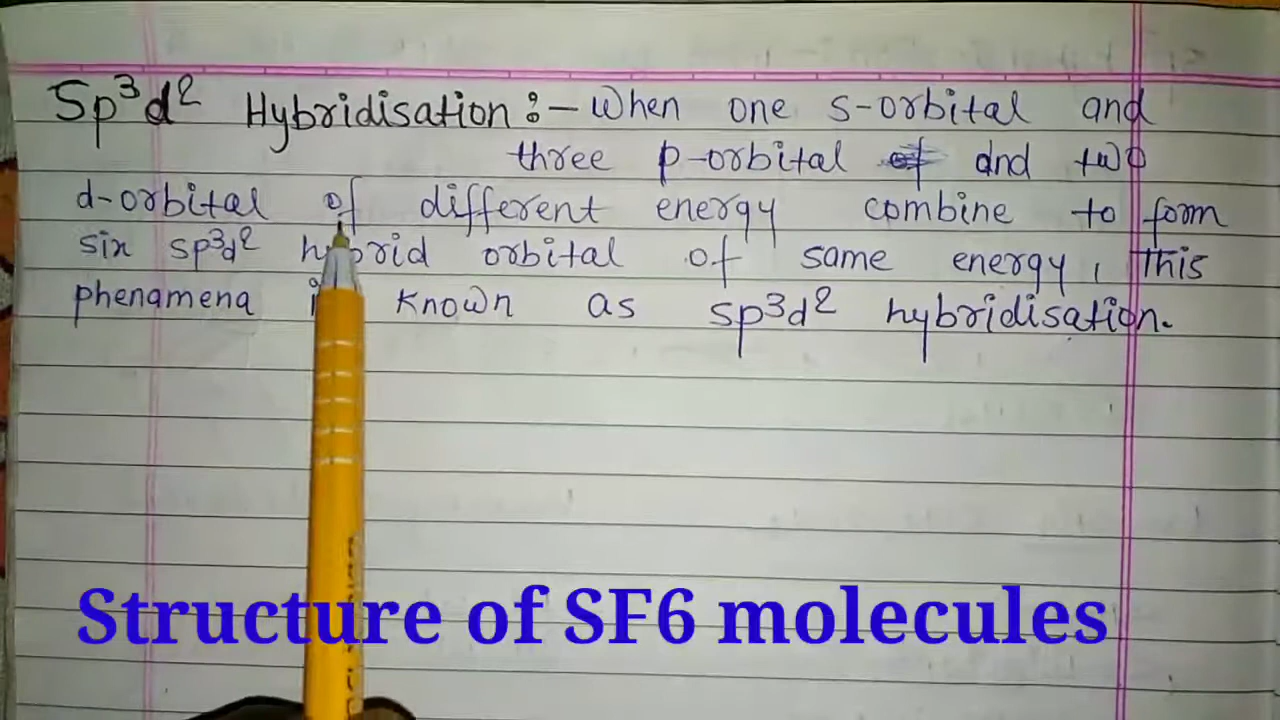 Sp³d² Hybridisation :- When one s-orbital and
three p-orbital and two
d-orbital of different energy combine to form
six sp³d² hybrid orbital of same energy, this
phenamena is known as sp³d² hybridisation.
Structure of SF6 molecules